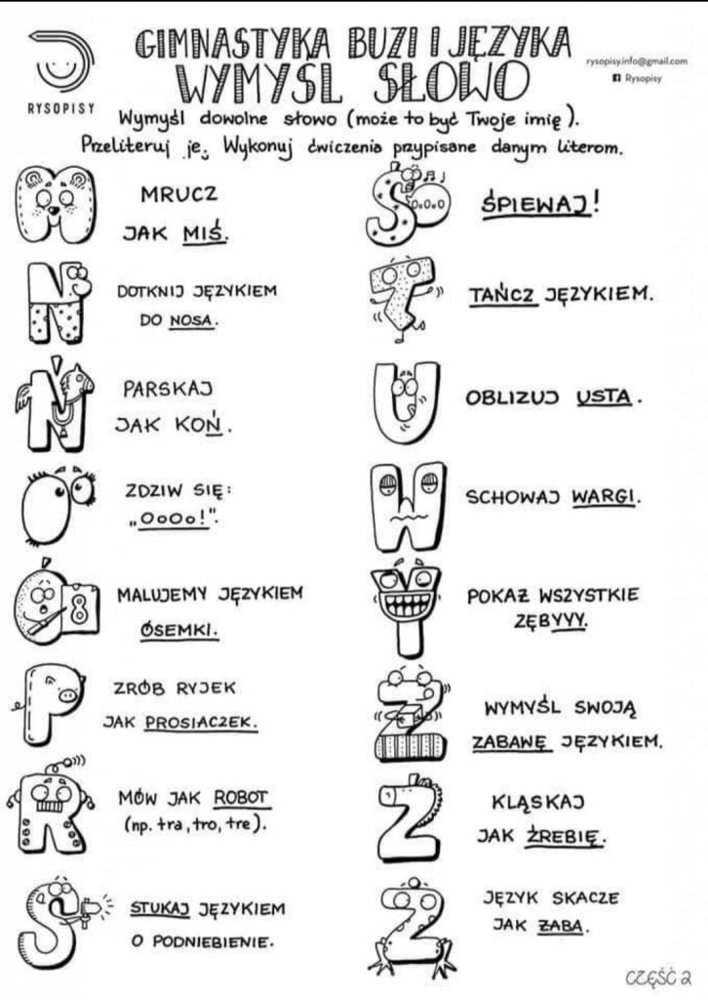 GIMNASTYKA BUZI I JĘZYKA
WYMYŚL SŁOWO
RYSOPISY
rysopisy.info@gmail.com
Rysopisy
Wymyśl dowolne słowo (może to być Twoje imię).
Przeliteruj je. Wykonuj ćwiczenia przypisane danym literom.
M
MRUCZ
JAK MIŚ.
N
DOTKNIJ JĘZYKIEM
DO NOSA.
Ń
PARSKAJ
JAK KOŃ.
O
ZDZIW SIĘ:
„OOOO!".
Ó
8
MALUJEMY JĘZYKIEM
ÓSEMKI.
P
ZRÓB RYJEK
JAK PROSIACZEK.
R
MÓW JAK ROBOT
(np. tra, tro, tre).
S
STUKAJ JĘZYKIEM
O PODNIEBIENIE.
Ś
O.O.O.O
ŚPIEWAJ!
T
TAŃCZ JĘZYKIEM.
U
OBLIZUJ USTA.
W
SCHOWAJ WARGI.
Y
POKAŻ WSZYSTKIE
ZĘBYYY.
Z
WYMYŚL SWOJĄ
ZABAWĘ JĘZYKIEM.
Ź
KLĄSKAJ
JAK ŹREBIĘ.
Ż
JĘZYK SKACZE
JAK ŻABA.
CZĘŚĆ 2